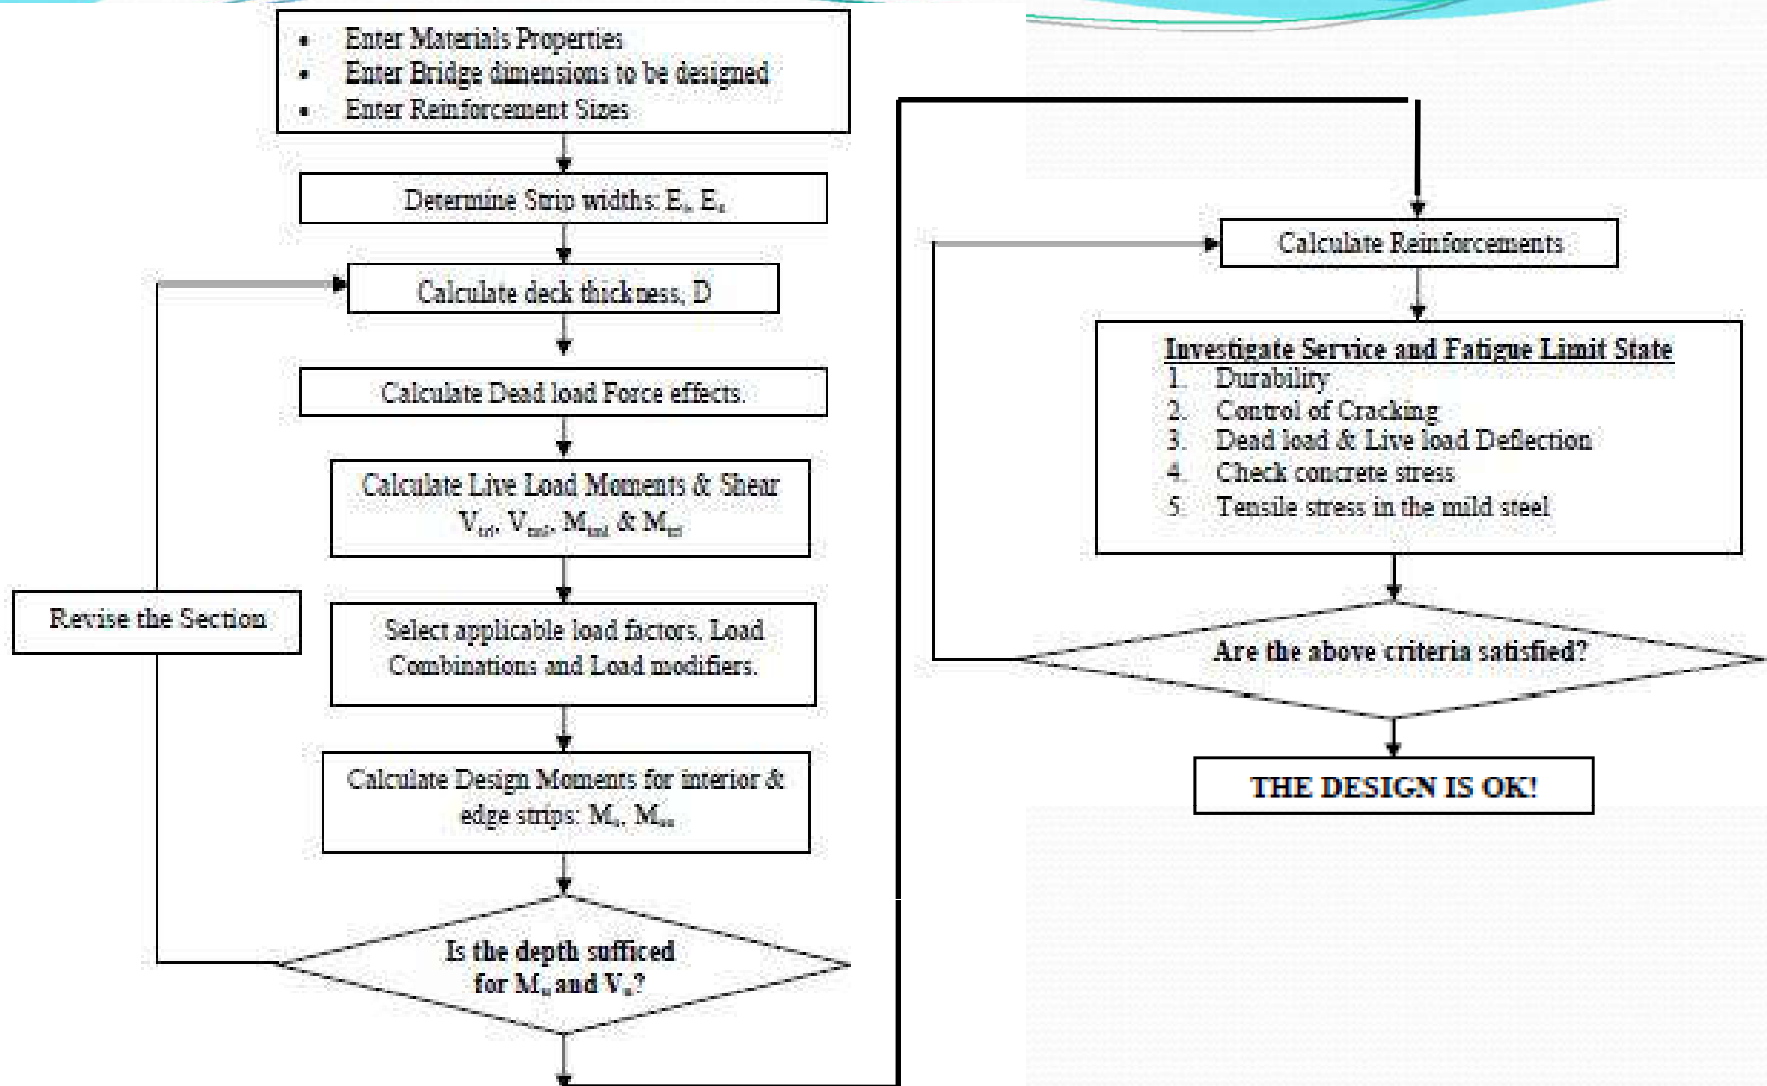 • Enter Materials Properties
• Enter Bridge dimensions to be designed
• Enter Reinforcement Sizes
Determine Strip widths: E
Calculate deck thickness, D
Calculate Dead load Force effects.
Calculate Live Load Moments & Shear
Select applicable load factors, Load
Combinations and Load modifiers.
Calculate Design Moments for interior &
edge strips:
Is the depth sufficed
for Mu and Vu?
Revise the Section
Calculate Reinforcements
Investigate Service and Fatigue Limit State
1. Durability
2. Control of Cracking
3. Dead load & Live load Deflection
4. Check concrete stress
5. Tensile stress in the mild steel
Are the above criteria satisfied?
THE DESIGN IS OK!